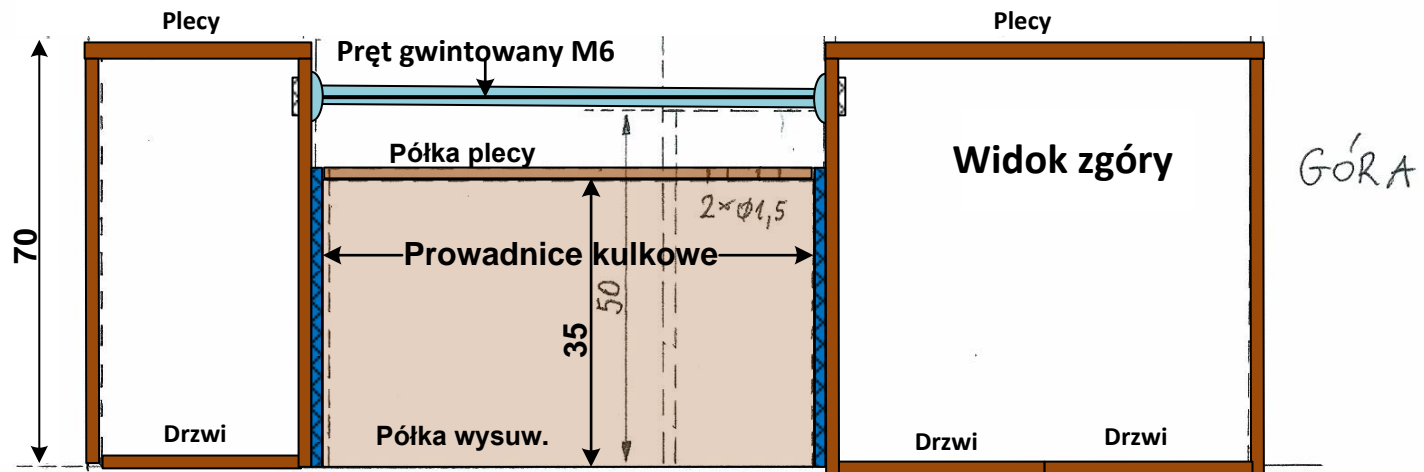 Plecy
Plecy
Pręt gwintowany M6
Półka plecy
Widok zgóry
GÓRA
2×Ø1,5
70
Prowadnice kulkowe
50
35
Drzwi
Półka wysuw.
Drzwi
Drzwi